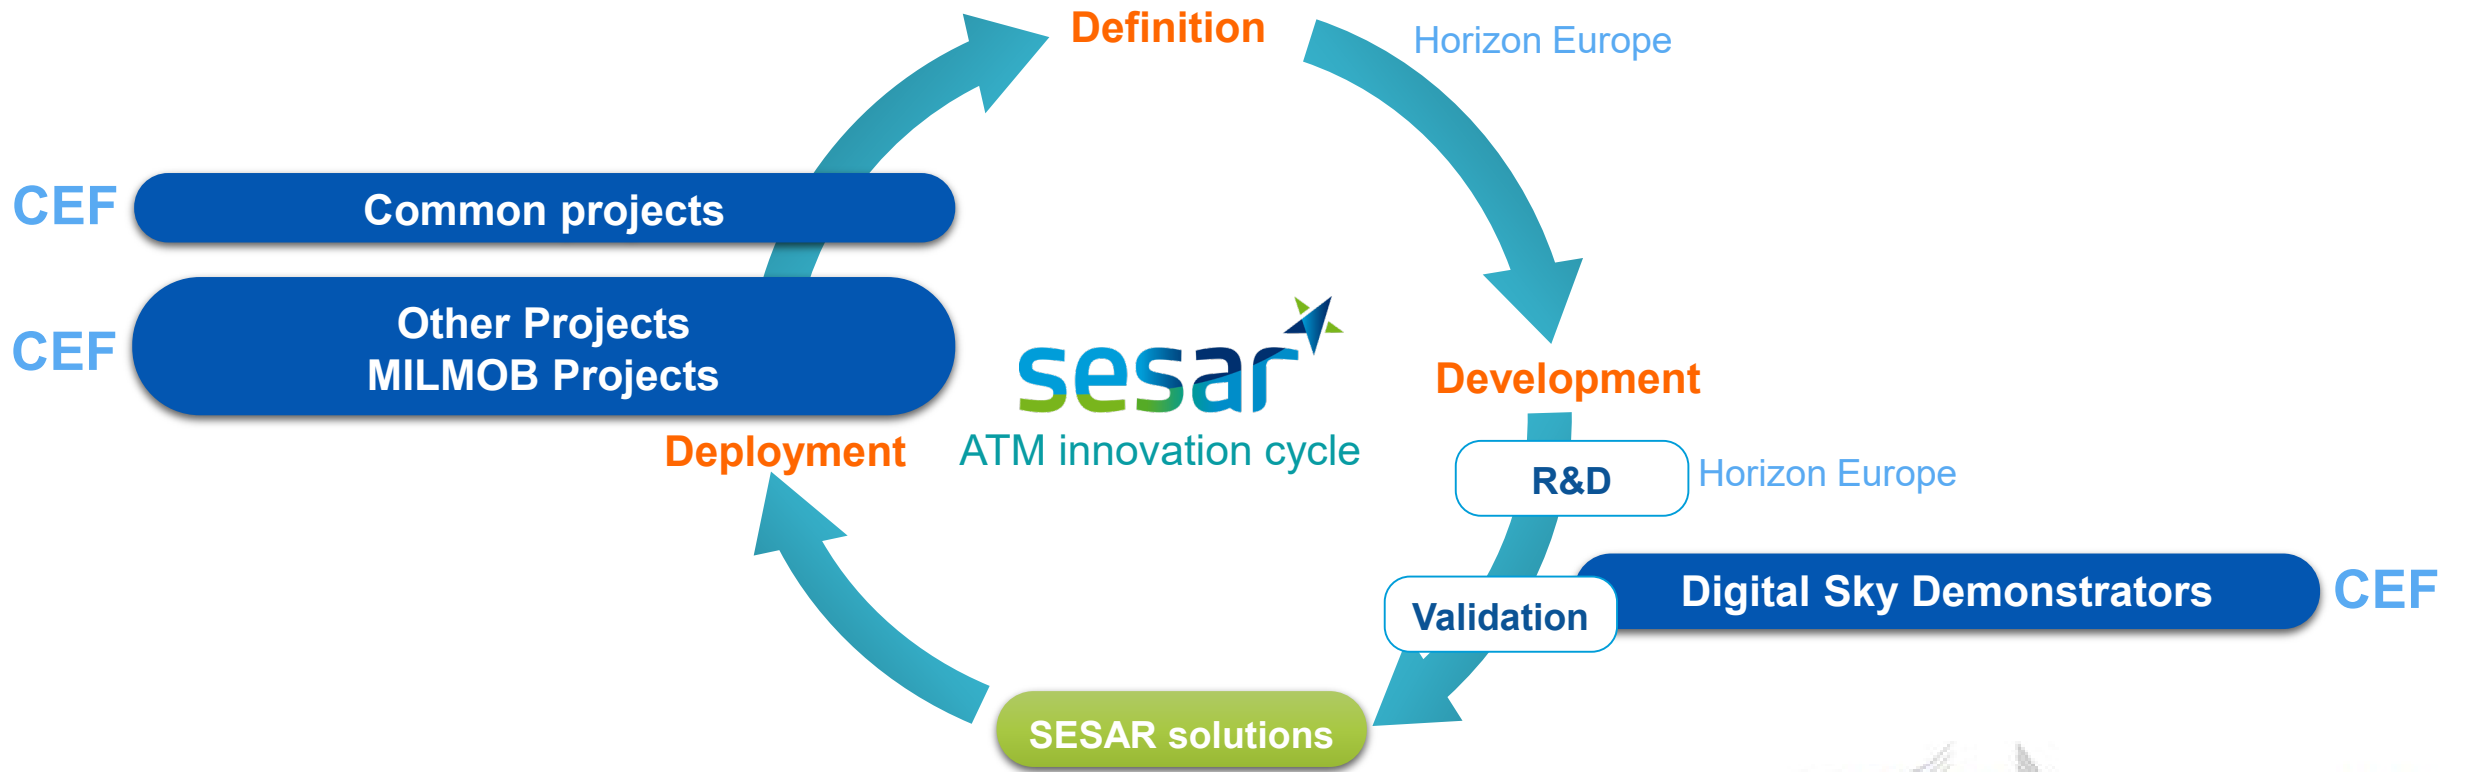 Definition
Horizon Europe
CEF
Common projects
CEF
Other Projects
MILMOB Projects
sesar
ATM innovation cycle
Development
Deployment
R&D
Horizon Europe
Validation
Digital Sky Demonstrators
CEF
SESAR solutions